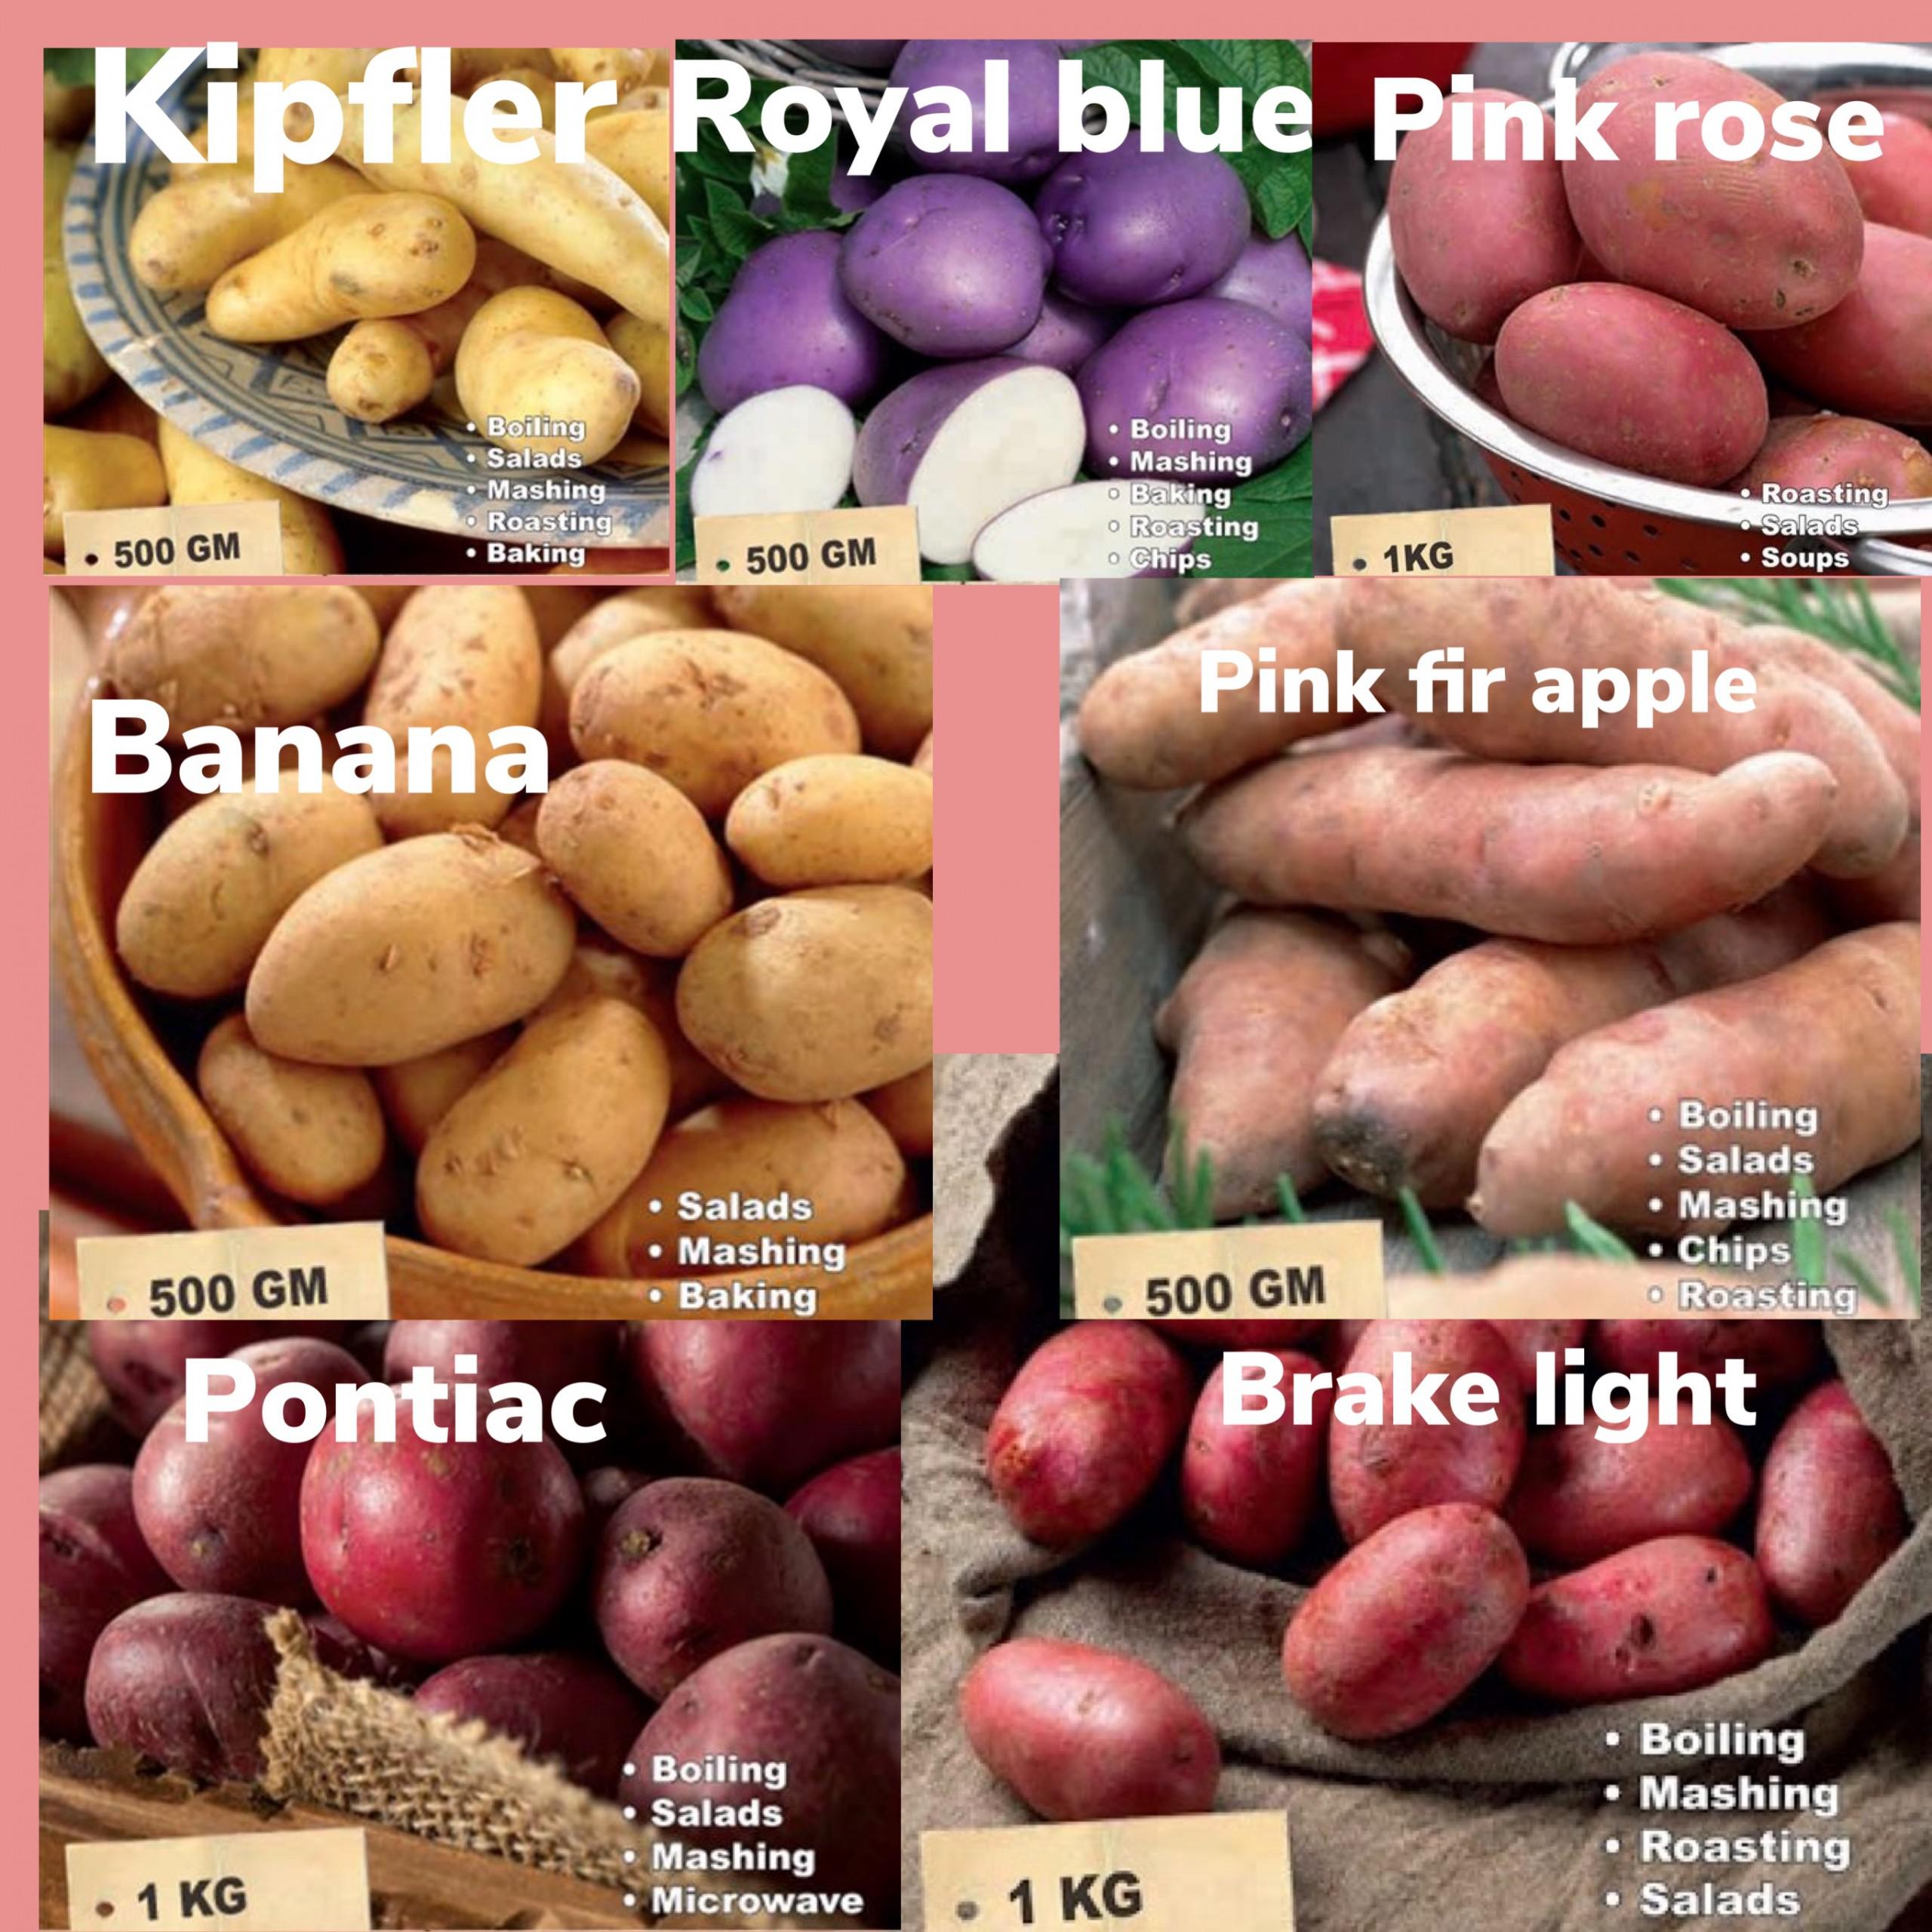 Kipfler
• Boiling
• Salads
• Mashing
• Roasting
• Baking
500 GM
Royal blue
• Boiling
• Mashing
• Baking
• Roasting
• Chips
500 GM
Pink rose
• Roasting
• Salads
• Soups
1KG
Banana
• Salads
• Mashing
• Baking
500 GM
Pink fir apple
• Boiling
• Salads
• Mashing
• Chips
• Roasting
500 GM
Pontiac
• Boiling
• Salads
• Mashing
• Microwave
1 KG
Brake light
• Boiling
• Mashing
• Roasting
• Salads
1 KG